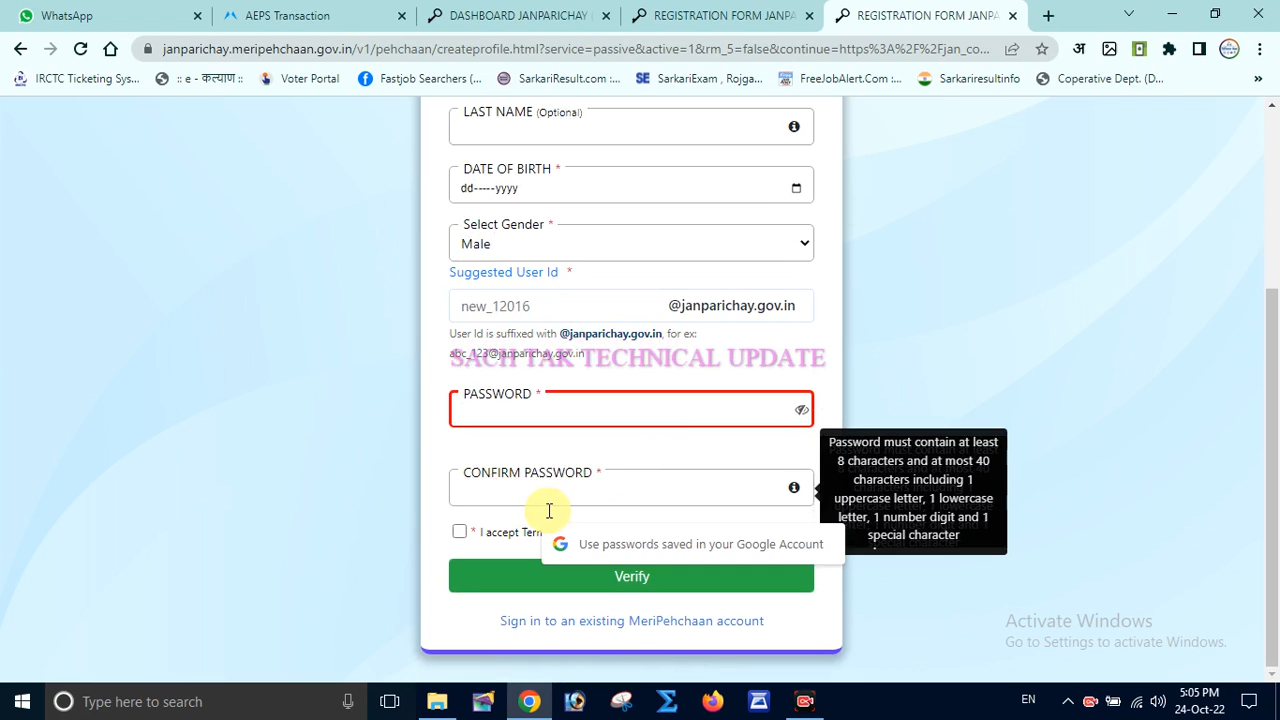 WhatsApp
AEPS Transaction
DASHBOARD JANPARICHAY (
REGISTRATION FORM JANPA
REGISTRATION FORM JANPA
janparichay.meripehchaan.gov.in/v1/pehchaan/createprofile.html?service=passive&active=1&rm_5=false&continue=https%3A%2F%2Fjan_co...
अ
IRCTC Ticketing Sys...
:: e - कल्याण ::
Voter Portal
Fastjob Searchers (...
SarkariResult.com :...
SE SarkariExam , Rojga...
FreeJobAlert.Com :...
Sarkariresultinfo
Coperative Dept. (D...
»
LAST NAME (Optional)
DATE OF BIRTH *
dd-----yyyy
Select Gender *
Male
Suggested User Id *
new_12016
@janparichay.gov.in
User Id is suffixed with @janparichay.gov.in, for ex:
abc_123@janparichay.gov.in
SACH TAK TECHNICAL UPDATE
PASSWORD *
Password must contain at least
8 characters and at most 40
characters including 1
uppercase letter, 1 lowercase
letter, 1 number digit and 1
special character
CONFIRM PASSWORD *
* I accept Term
Use passwords saved in your Google Account
Verify
Sign in to an existing MeriPehchaan account
Activate Windows
Go to Settings to activate Windows.
Type here to search
EN
5:05 PM
24-Oct-22